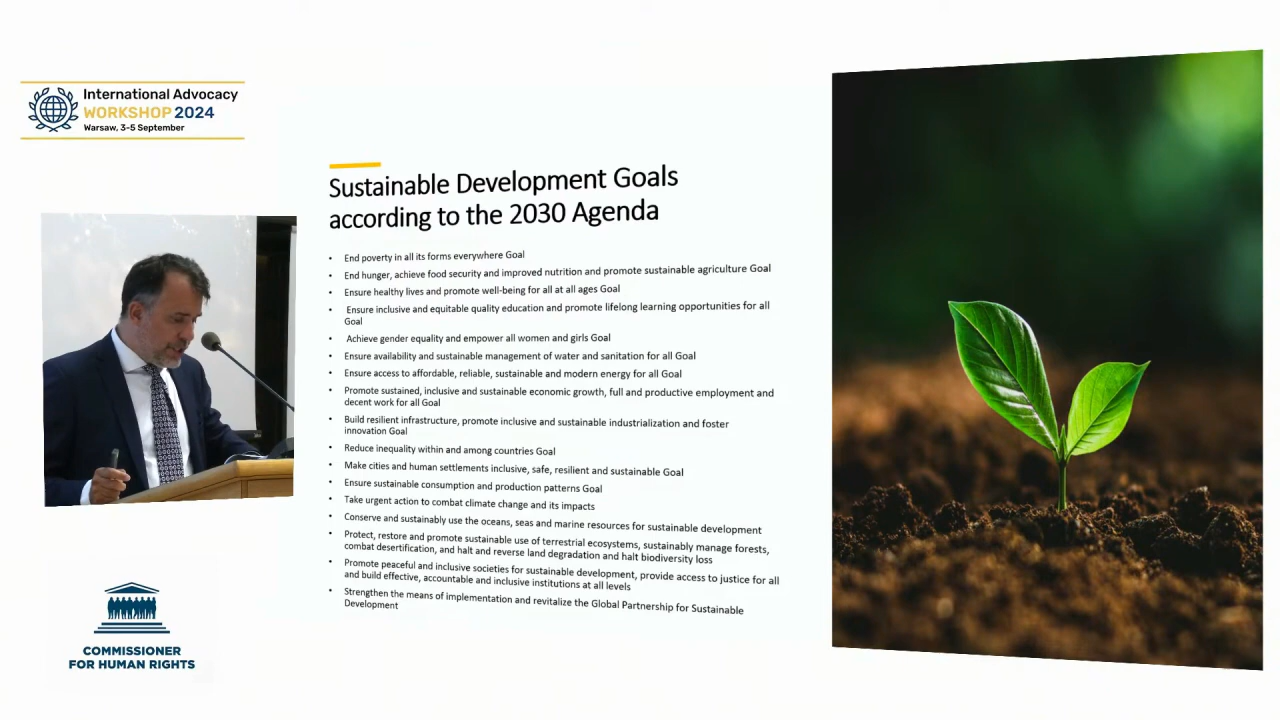 International Advocacy
WORKSHOP 2024
Warsaw, 3-5 September
Sustainable Development Goals
according to the 2030 Agenda
• End poverty in all its forms everywhere Goal
• End hunger, achieve food security and improved nutrition and promote sustainable agriculture Goal
• Ensure healthy lives and promote well-being for all at all ages Goal
• Ensure inclusive and equitable quality education and promote lifelong learning opportunities for all
Goal
• Achieve gender equality and empower all women and girls Goal
• Ensure availability and sustainable management of water and sanitation for all Goal
• Ensure access to affordable, reliable, sustainable and modern energy for all Goal
• Promote sustained, inclusive and sustainable economic growth, full and productive employment and
decent work for all Goal
• Build resilient infrastructure, promote inclusive and sustainable industrialization and foster
innovation Goal
• Reduce inequality within and among countries Goal
• Make cities and human settlements inclusive, safe, resilient and sustainable Goal
• Ensure sustainable consumption and production patterns Goal
• Take urgent action to combat climate change and its impacts
• Conserve and sustainably use the oceans, seas and marine resources for sustainable development
• Protect, restore and promote sustainable use of terrestrial ecosystems, sustainably manage forests,
combat desertification, and halt and reverse land degradation and halt biodiversity loss
• Promote peaceful and inclusive societies for sustainable development, provide access to justice for all
and build effective, accountable and inclusive institutions at all levels
• Strengthen the means of implementation and revitalize the Global Partnership for Sustainable
Development
COMMISSIONER
FOR HUMAN RIGHTS